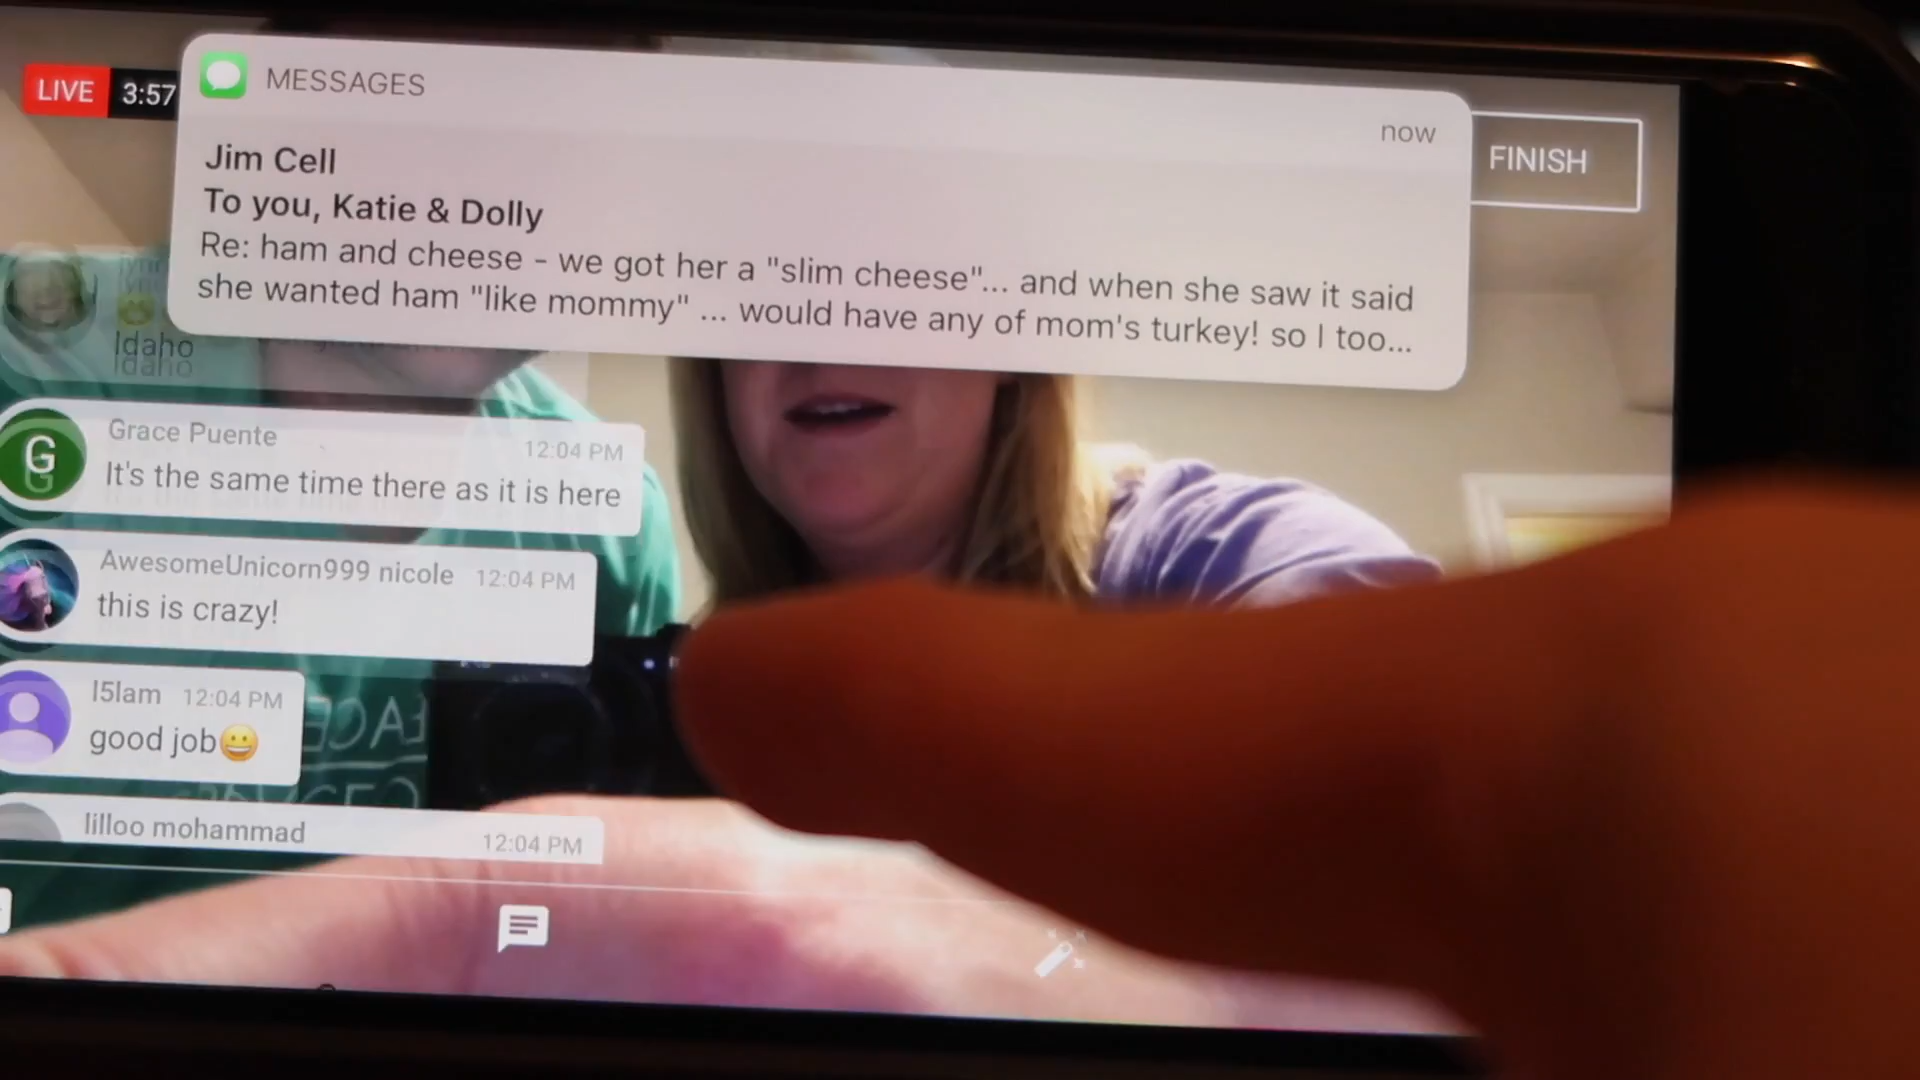 LIVE 3:57
MESSAGES
now
FINISH
Jim Cell
To you, Katie & Dolly
Re: ham and cheese - we got her a "slim cheese"... and when she saw it said
she wanted ham "like mommy" ... would have any of mom's turkey! so I too...
Idaho
Idaho
Grace Puente 12:04 PM
G
It's the same time there as it is here
AwesomeUnicorn999 nicole 12:04 PM
this is crazy!
I5lam 12:04 PM
good job😀
lilloo mohammad 12:04 PM